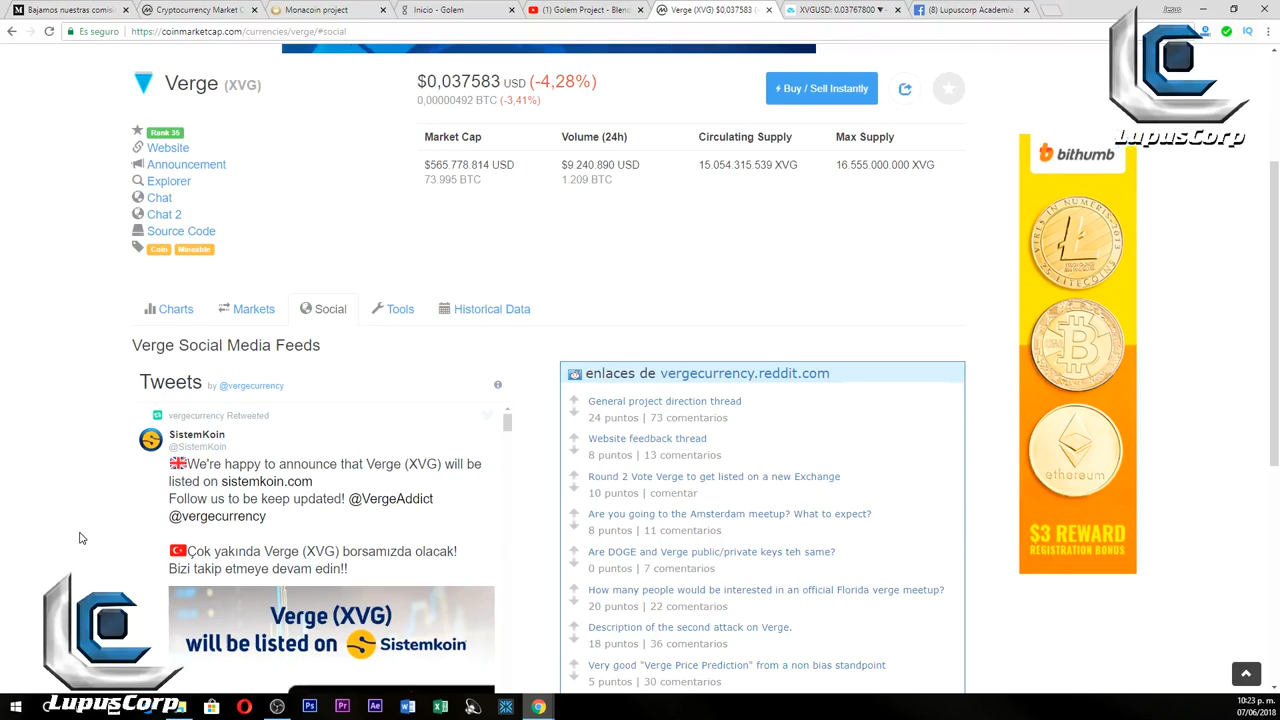 Bajamos nuestras comisi
Cryptocurrency Market C
Monacoin project
Inicio - Golem
(1) Golem Project - Blend
Verge (XVG) $0,037583 (
XVGUSD: 0.03767800 ▼
(8) Lupuscorp Academia
Jesus
Es seguro
https://coinmarketcap.com/currencies/verge/#social
LupusCorp
Verge (XVG)
$0,037583 USD (-4,28%)
0,00000492 BTC (-3,41%)
Buy / Sell Instantly
Rank 35
Website
Announcement
Explorer
Chat
Chat 2
Source Code
Coin Mineable
Market Cap Volume (24h) Circulating Supply Max Supply
$565.778 814 USD $9.240 890 USD 15.054.315.539 XVG 16 555.000.000 XVG
73.995 BTC 1.209 BTC
Charts Markets Social Tools Historical Data
Verge Social Media Feeds
Tweets by @vergecurrency
vergecurrency Retweeted
SistemKoin
@SistemKoin
We're happy to announce that Verge (XVG) will be
listed on sistemkoin.com
Follow us to be keep updated! @VergeAddict
@vergecurrency
Çok yakında Verge (XVG) borsamızda olacak!
Bizi takip etmeye devam edin!!
Verge (XVG)
will be listed on Sistemkoin
enlaces de vergecurrency.reddit.com
General project direction thread
24 puntos | 73 comentarios
Website feedback thread
8 puntos | 13 comentarios
Round 2 Vote Verge to get listed on a new Exchange
10 puntos | comentar
Are you going to the Amsterdam meetup? What to expect?
8 puntos | 11 comentarios
Are DOGE and Verge public/private keys teh same?
0 puntos | 7 comentarios
How many people would be interested in an official Florida verge meetup?
20 puntos | 22 comentarios
Description of the second attack on Verge.
18 puntos | 36 comentarios
Very good "Verge Price Prediction" from a non bias standpoint
5 puntos | 30 comentarios
bithumb
VIRES IN NUMERIS
25 LITECOINS
ethereum
$3 REWARD
REGISTRATION BONUS
LupusCorp
10:23 p. m.
07/06/2018